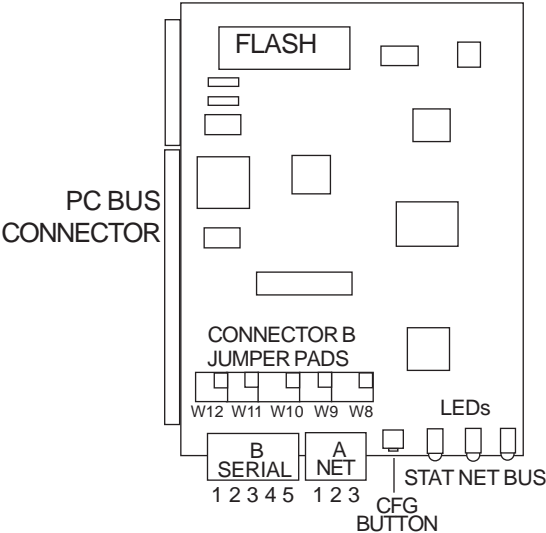 FLASH
PC BUS
CONNECTOR
CONNECTOR B
JUMPER PADS
W12 W11 W10 W9 W8
LEDs
B
SERIAL
A
NET
STAT NET BUS
1 2 3 4 5
1 2 3
CFG
BUTTON